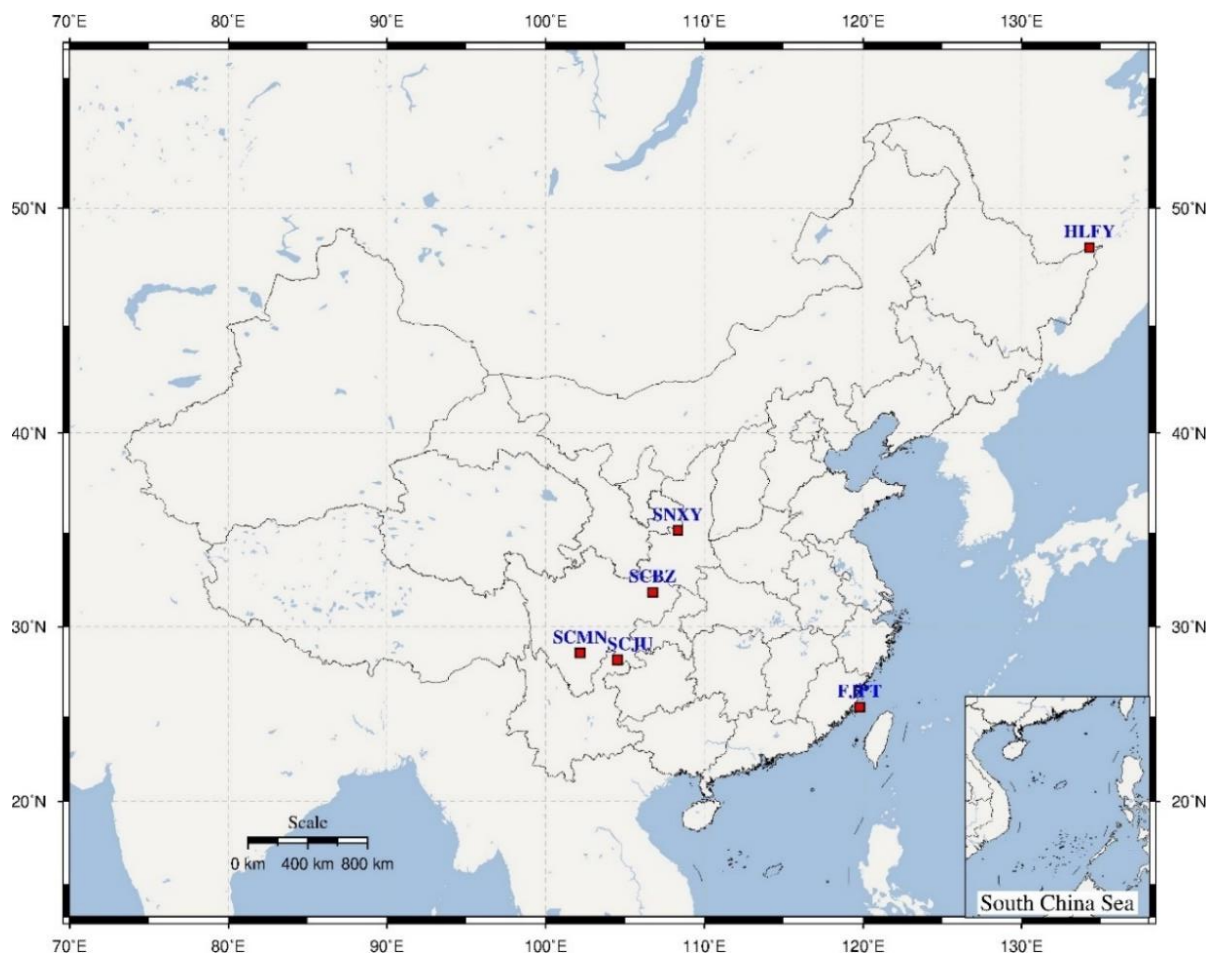 70°E 80°E 90°E 100°E 110°E 120°E 130°E
50°N 50°N
HLFY
40°N 40°N
SNXY
SCBZ
30°N 30°N
SCMN SCJU
FJPT
20°N 20°N
Scale
0 km 400 km 800 km
South China Sea
70°E 80°E 90°E 100°E 110°E 120°E 130°E